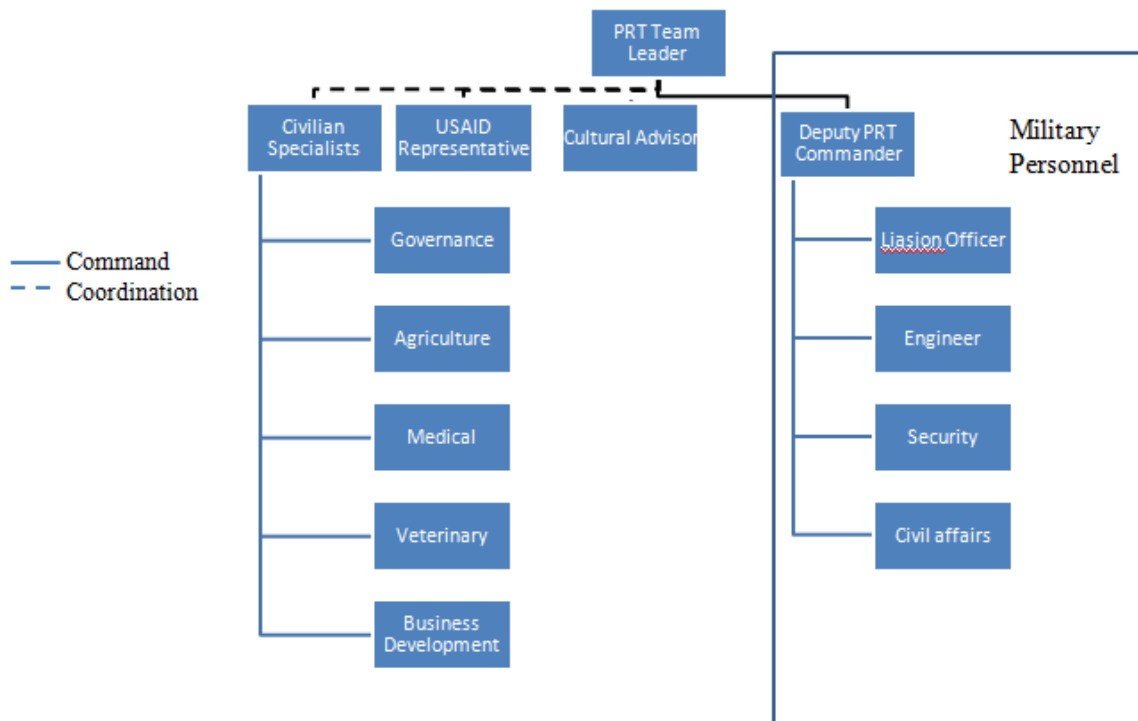 PRT Team
Leader
Civilian
Specialists
USAID
Representative
Cultural Advisor
Deputy PRT
Commander
Military
Personnel
Governance
Liasion Officer
Command
Coordination
Agriculture
Engineer
Medical
Security
Veterinary
Civil affairs
Business
Development